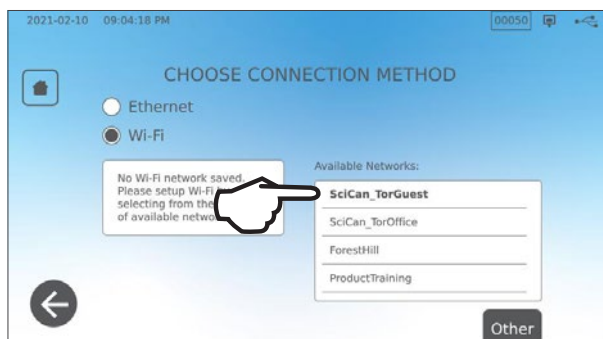 2021-02-10 09:04:18 PM 00050
CHOOSE CONNECTION METHOD
Ethernet
Wi-Fi
No Wi-Fi network saved.
Please setup Wi-Fi
selecting from the
of available
Available Networks:
SciCan_TorGuest
SciCan_TorOffice
ForestHill
ProductTraining
Other